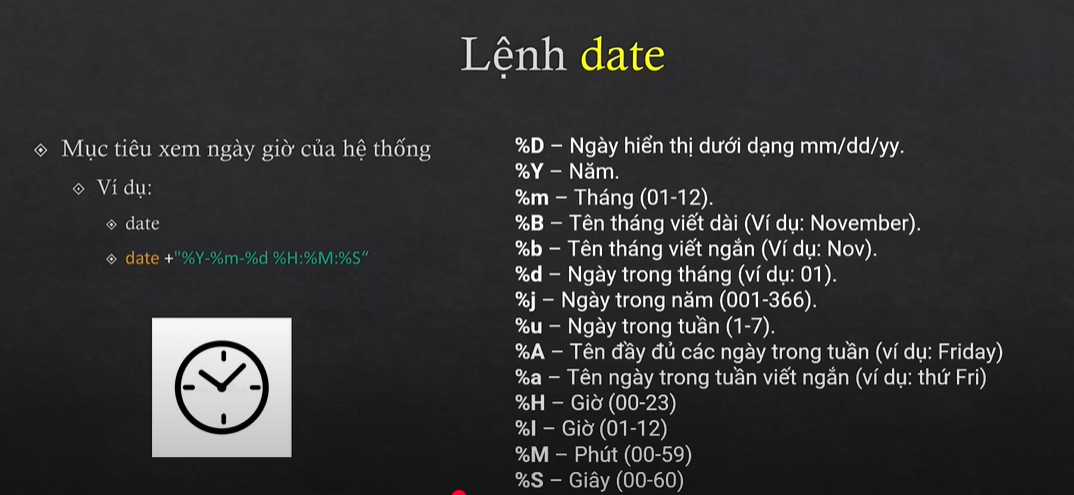 Lệnh date
Mục tiêu xem ngày giờ của hệ thống
Ví dụ:
date
date +"%Y-%m-%d %H:%M:%S“
%D – Ngày hiển thị dưới dạng mm/dd/yy.
%Y – Năm.
%m – Tháng (01-12).
%B – Tên tháng viết dài (Ví dụ: November).
%b – Tên tháng viết ngắn (Ví dụ: Nov).
%d – Ngày trong tháng (ví dụ: 01).
%j – Ngày trong năm (001-366).
%u – Ngày trong tuần (1-7).
%A – Tên đầy đủ các ngày trong tuần (ví dụ: Friday)
%a – Tên ngày trong tuần viết ngắn (ví dụ: thứ Fri)
%H – Giờ (00-23)
%I – Giờ (01-12)
%M – Phút (00-59)
%S – Giây (00-60)